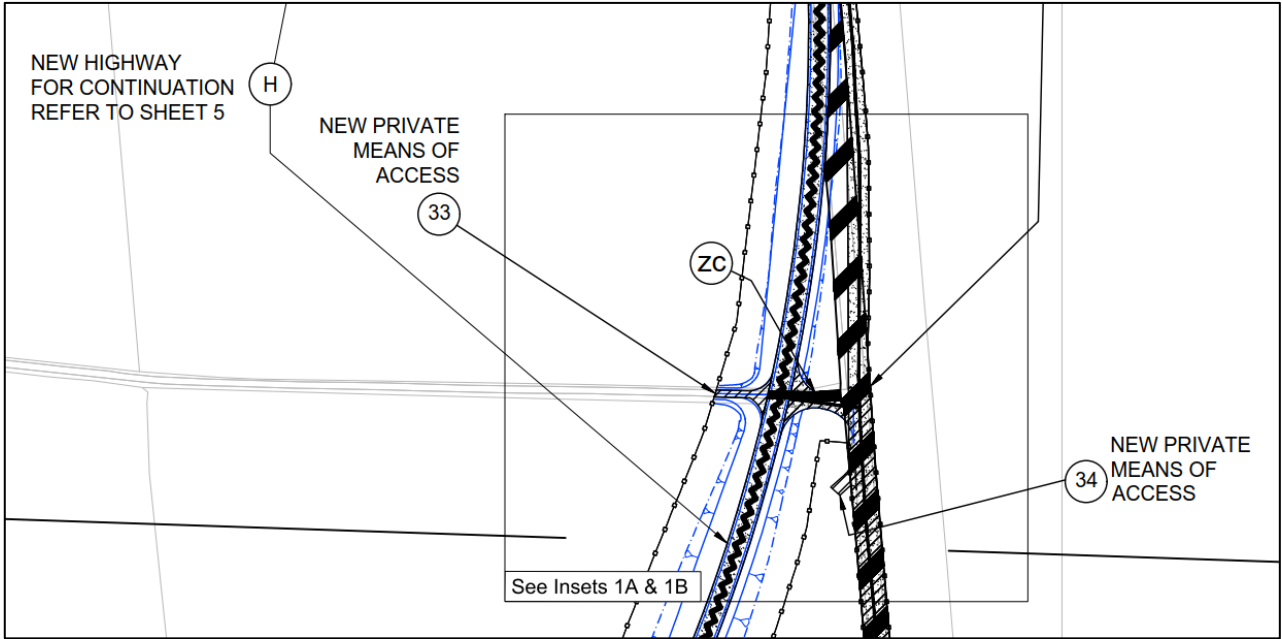 NEW HIGHWAY
FOR CONTINUATION
REFER TO SHEET 5
H
NEW PRIVATE
MEANS OF
ACCESS
33
ZC
NEW PRIVATE
MEANS OF
ACCESS
34
See Insets 1A & 1B